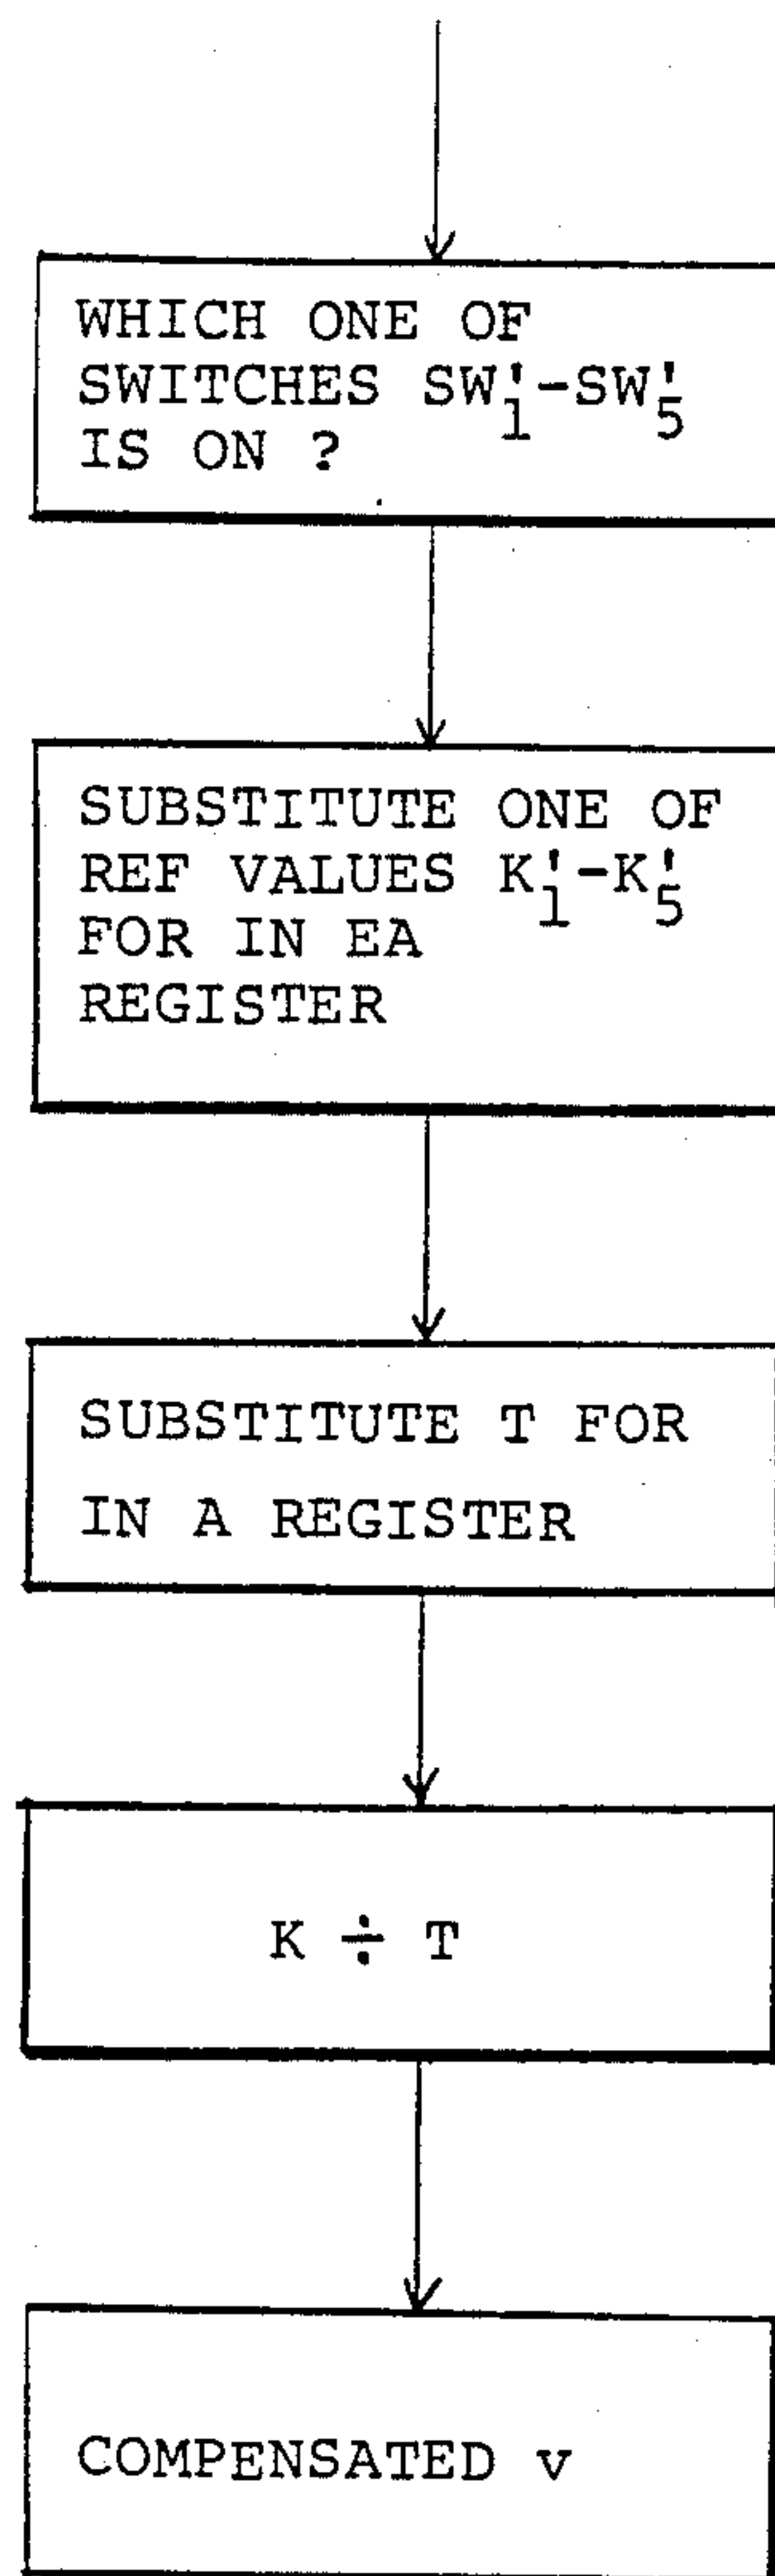 WHICH ONE OF
SWITCHES SW'₁-SW'₅
IS ON ?
SUBSTITUTE ONE OF
REF VALUES K'₁-K'₅
FOR IN EA
REGISTER
SUBSTITUTE T FOR
IN A REGISTER
K ÷ T
COMPENSATED v